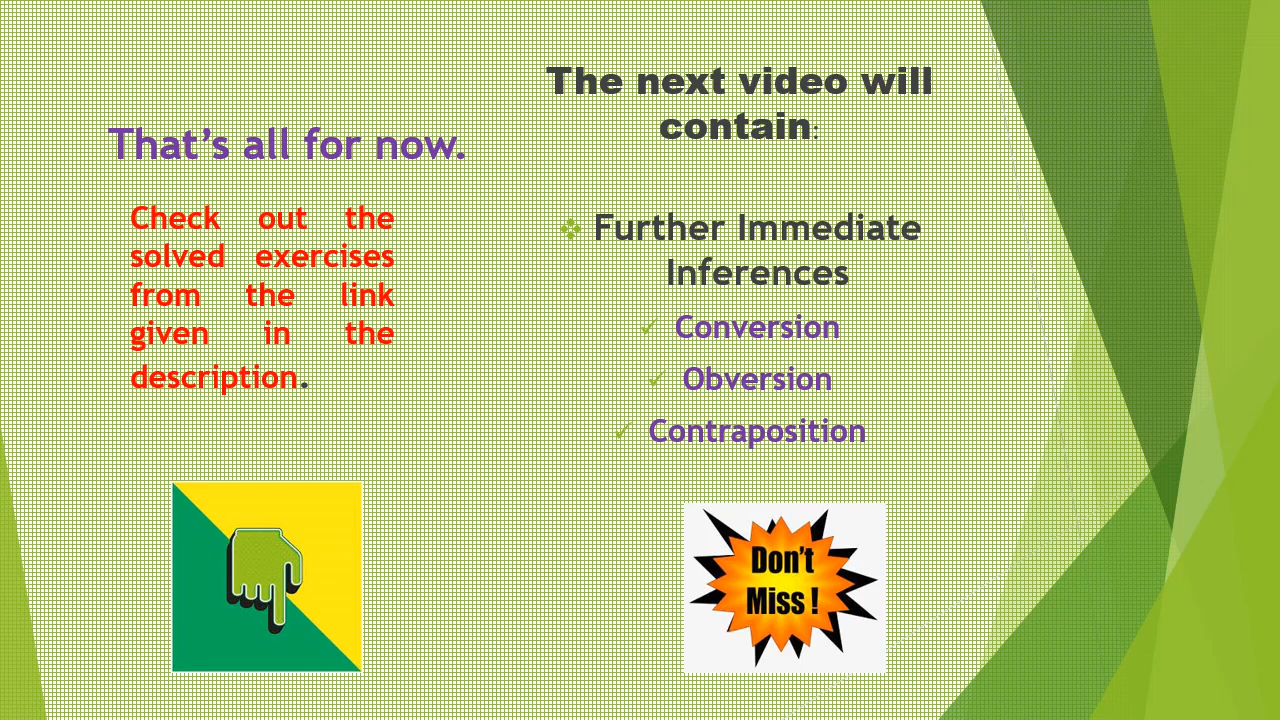 That's all for now.
Check out the
solved exercises
from the link
given in the
description.
The next video will
contain:
Further Immediate
Inferences
Conversion
Obversion
Contraposition
Don't
Miss !